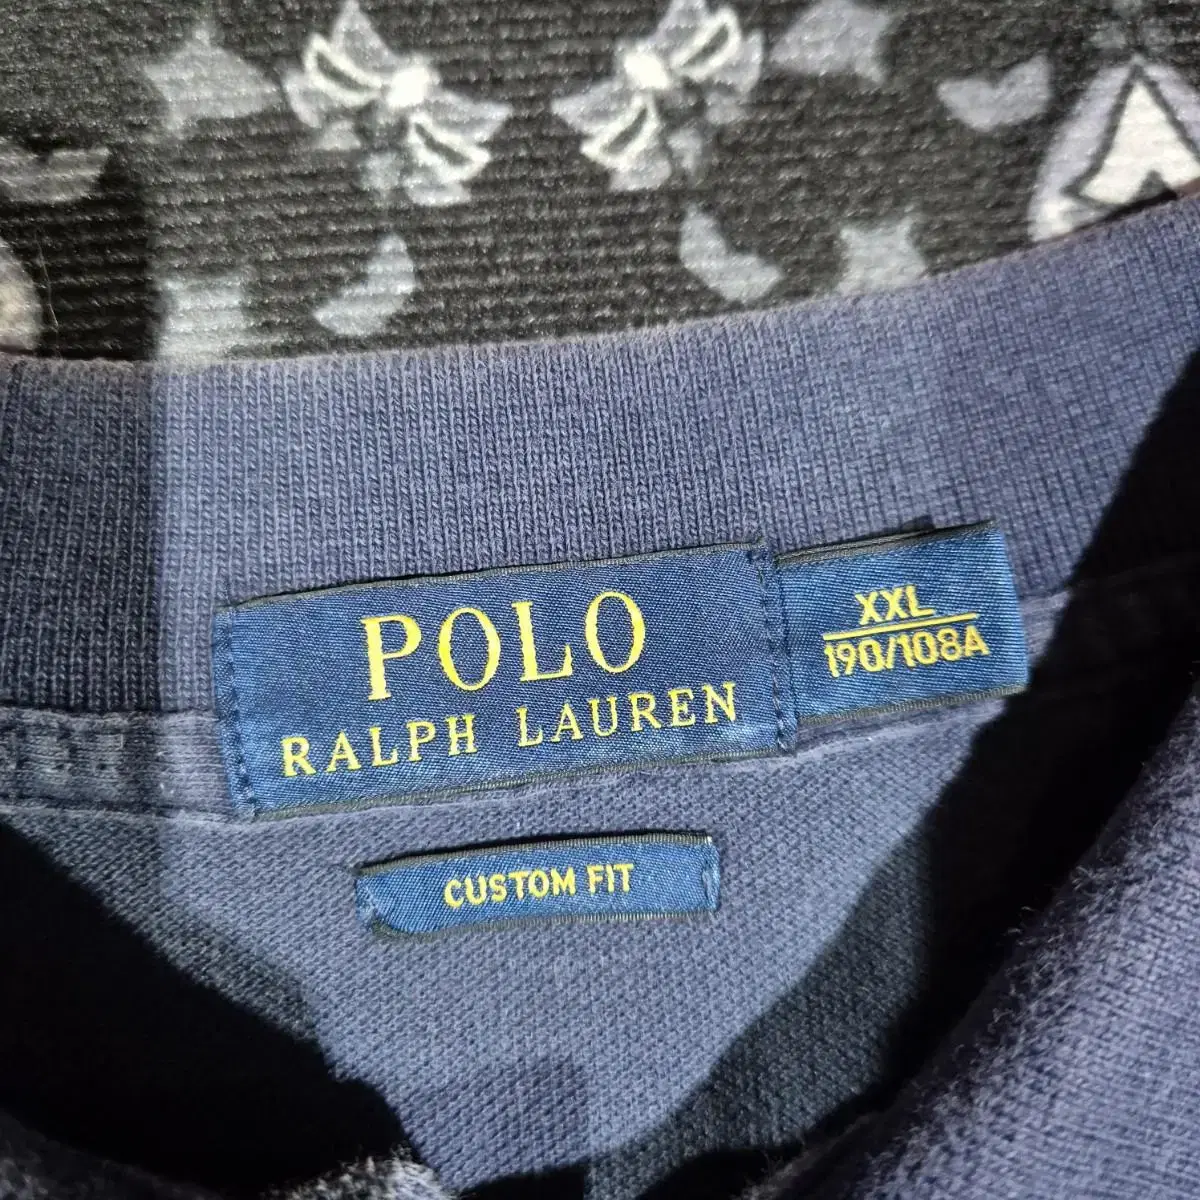 POLO
RALPH LAUREN
XXL
190/108A
CUSTOM FIT